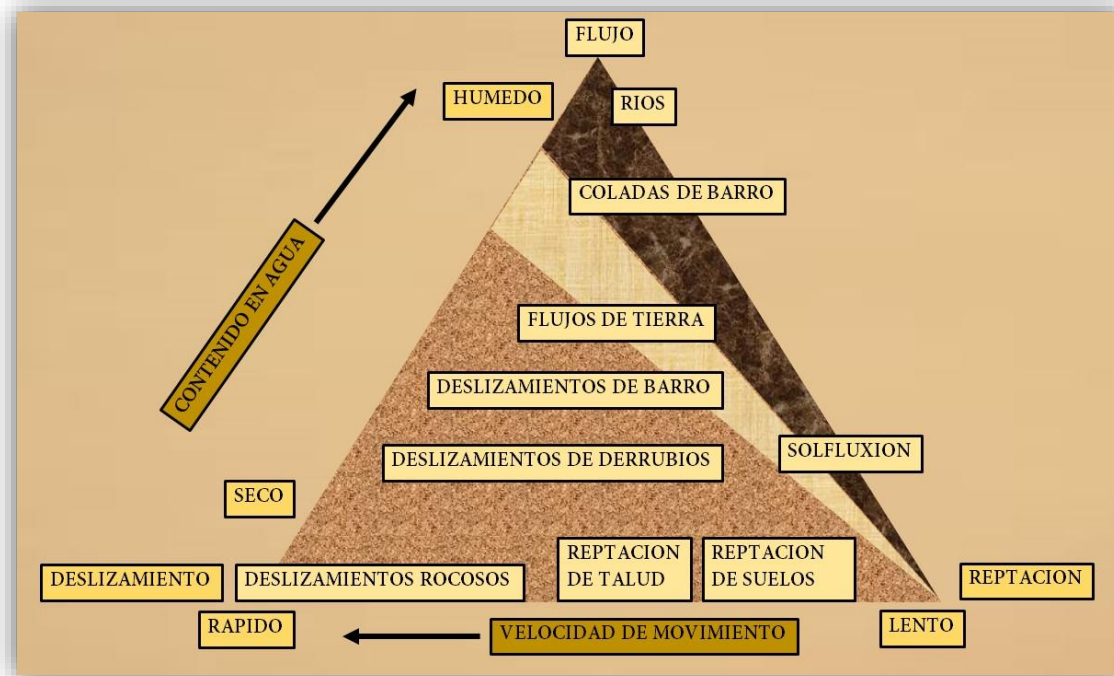 FLUJO
HUMEDO
RIOS
COLADAS DE BARRO
CONTENIDO EN AGUA
FLUJOS DE TIERRA
DESLIZAMIENTOS DE BARRO
SOLFLUXION
DESLIZAMIENTOS DE DERRUBIOS
SECO
DESLIZAMIENTO
DESLIZAMIENTOS ROCOSOS
REPTACION
DE TALUD
REPTACION
DE SUELOS
REPTACION
RAPIDO
VELOCIDAD DE MOVIMIENTO
LENTO